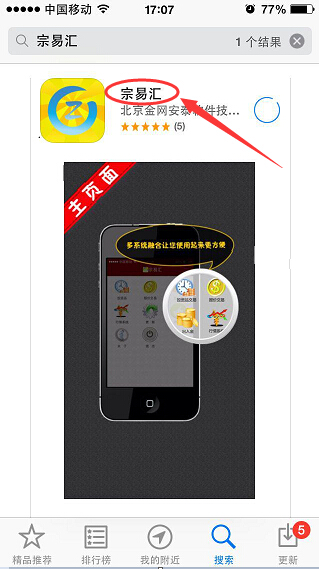 中国移动 17:07
宗易汇 1 个结果
宗易汇
北京金网安泰软件技...
(5)
主页面
多系统融合让您使用起来更方便
宗易汇
5
精品推荐 排行榜 我的附近 搜索 更新